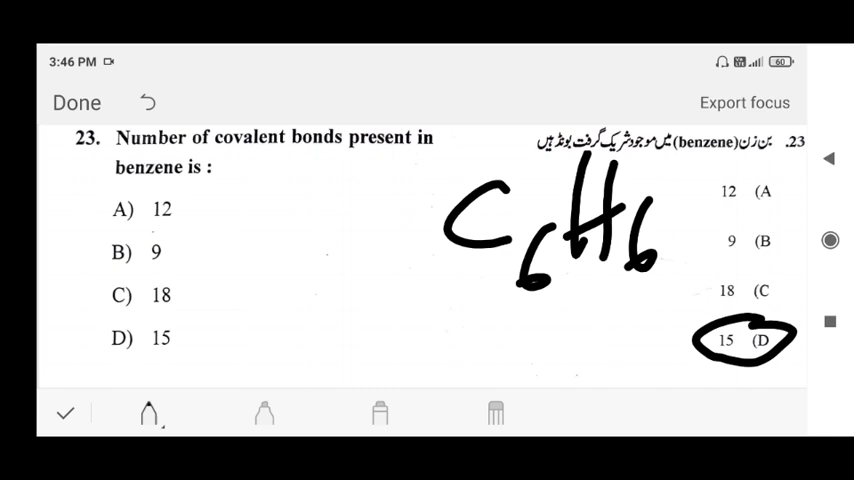 3:46 PM
60
Done
Export focus
23. Number of covalent bonds present in
benzene is :
A) 12
B) 9
C) 18
D) 15
23. بن زن (benzene) میں موجود شریک گرفت بونڈ ہیں
12 (A
9 (B
18 (C
15 (D
C6H6